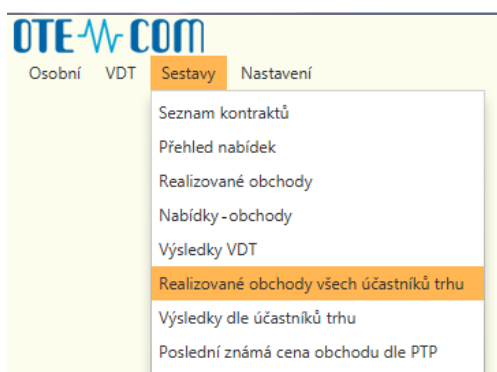 OTE COM
Osobní VDT Sestavy Nastavení
Seznam kontraktů
Přehled nabídek
Realizované obchody
Nabídky-obchody
Výsledky VDT
Realizované obchody všech účastníků trhu
Výsledky dle účastníků trhu
Poslední známá cena obchodu dle PTP